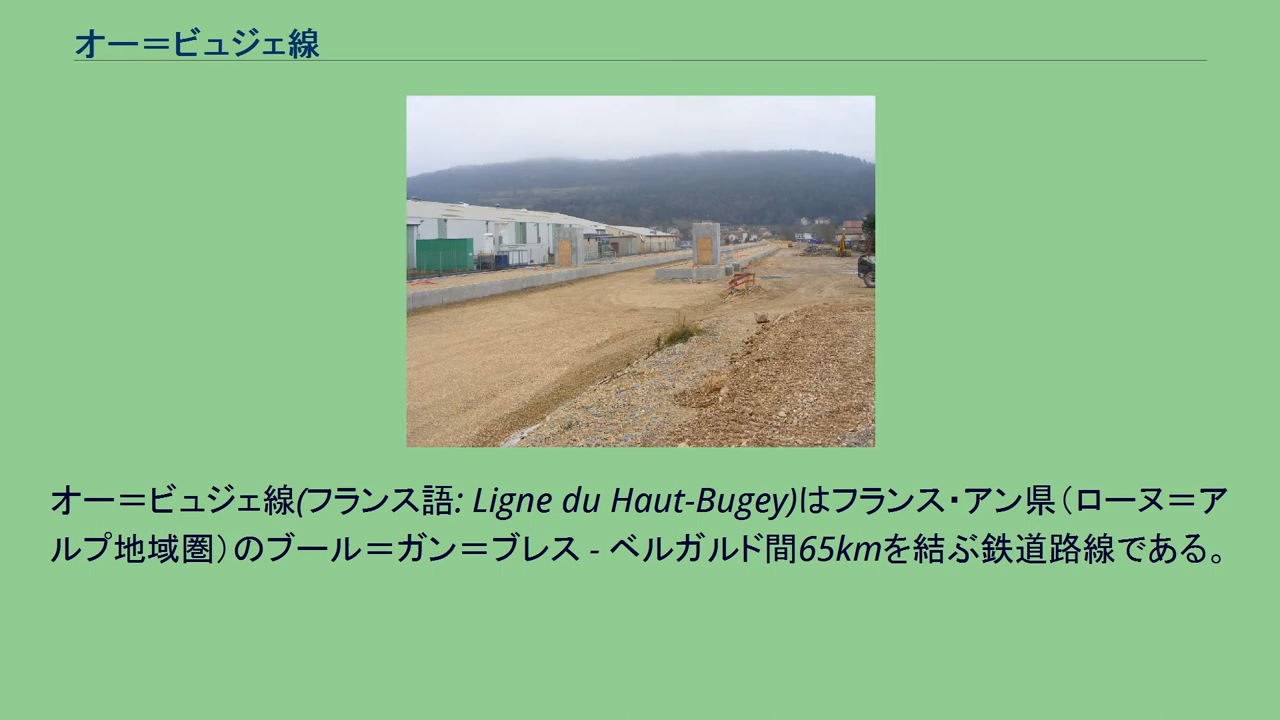 オー＝ビュジェ線
オー＝ビュジェ線(フランス語: Ligne du Haut-Bugey)はフランス・アン県（ローヌ＝ア
ルプ地域圏）のブール＝ガン＝ブレス - ベルガルド間65kmを結ぶ鉄道路線である。